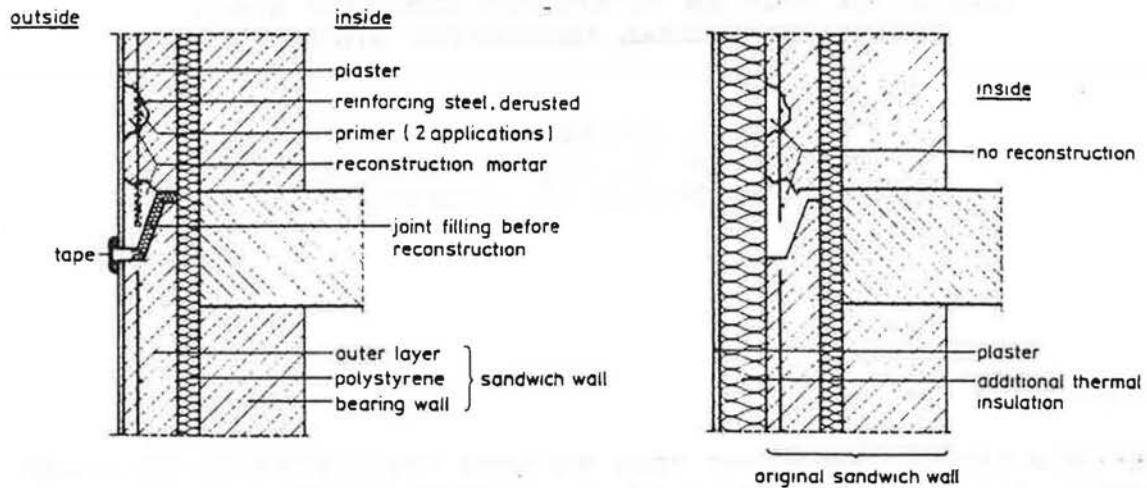 outside
inside
plaster
reinforcing steel, derusted
primer ( 2 applications )
reconstruction mortar
joint filling before
reconstruction
tape
outer layer
polystyrene
bearing wall
sandwich wall
inside
no reconstruction
plaster
additional thermal
insulation
original sandwich wall